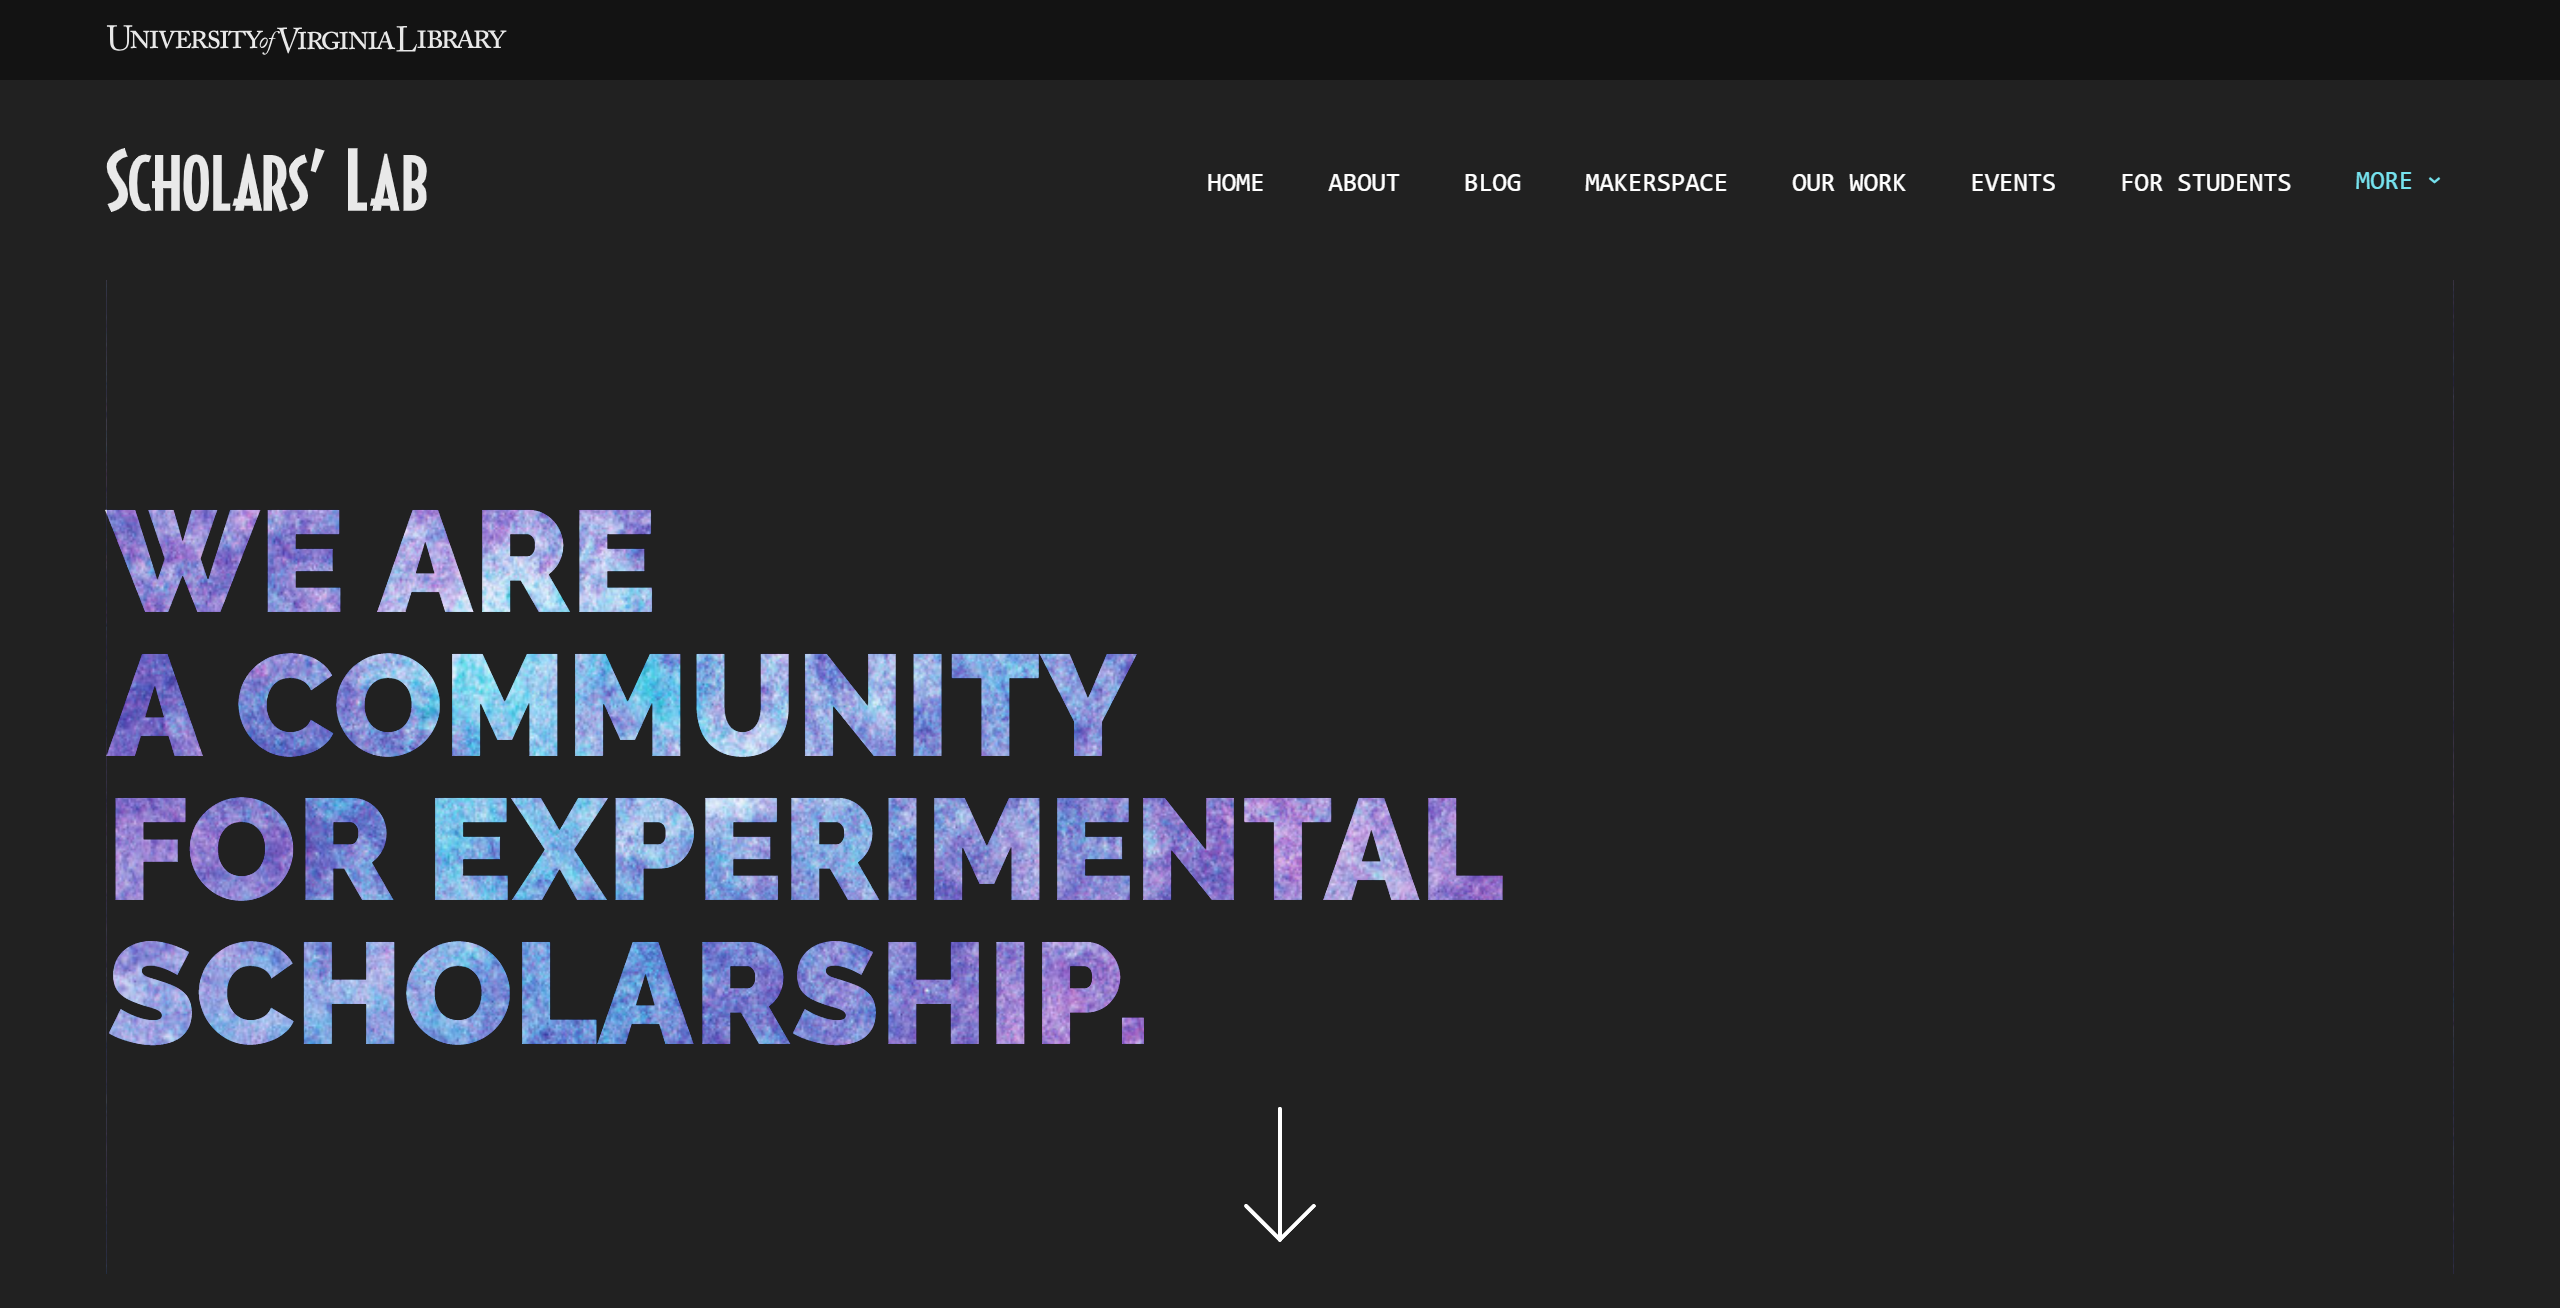 UNIVERSITY of VIRGINIA LIBRARY
SCHOLARS' LAB
HOME ABOUT BLOG MAKERSPACE OUR WORK EVENTS FOR STUDENTS MORE
WE ARE
A COMMUNITY
FOR EXPERIMENTAL
SCHOLARSHIP.